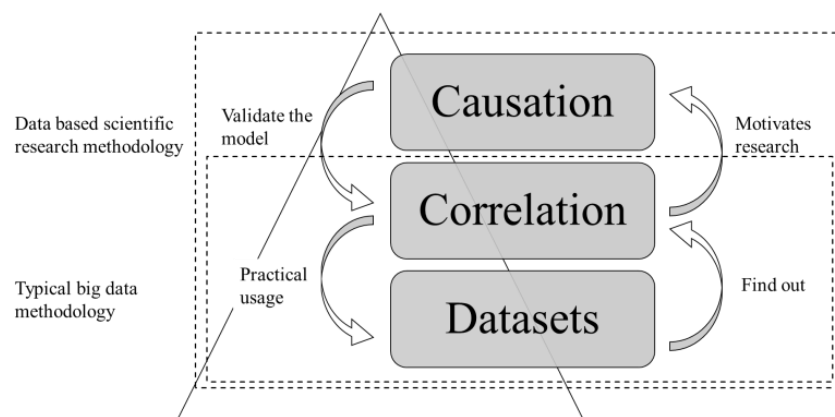 Causation
Data based scientific
research methodology
Validate the
model
Motivates
research
Correlation
Typical big data
methodology
Practical
usage
Find out
Datasets